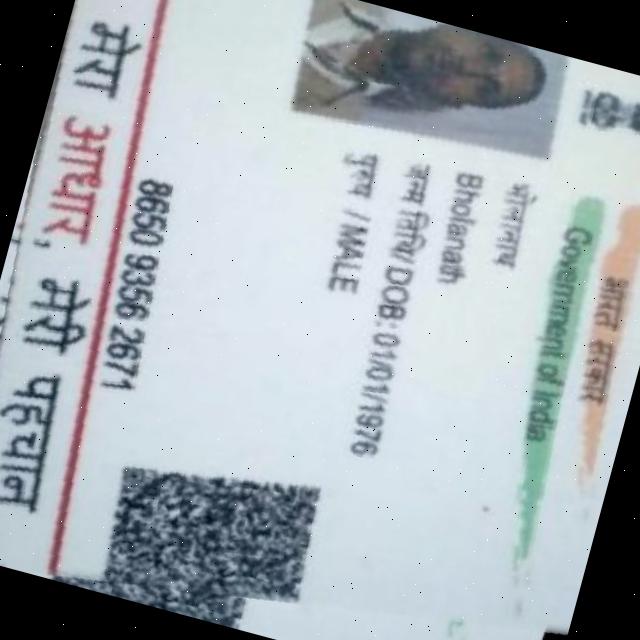 भारत सरकार
Government of India
भोलानाथ
Bholanath
जन्म तिथि/ DOB: 01/01/1976
पुरुष / MALE
8650 9356 2671
मेरा आधार, मेरी पहचान